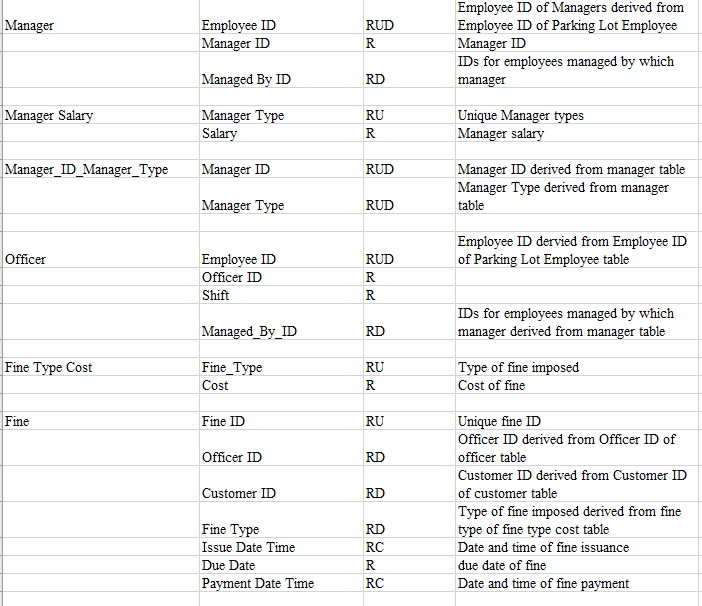 Employee ID of Managers derived from
Manager Employee ID RUD Employee ID of Parking Lot Employee
Manager ID R Manager ID
IDs for employees managed by which
Managed By ID RD manager
Manager Salary Manager Type RU Unique Manager types
Salary R Manager salary
Manager_ID_Manager_Type Manager ID RUD Manager ID derived from manager table
Manager Type derived from manager
Manager Type RUD table
Employee ID dervied from Employee ID
Officer Employee ID RUD of Parking Lot Employee table
Officer ID R
Shift R
IDs for employees managed by which
Managed_By_ID RD manager derived from manager table
Fine Type Cost Fine_Type RU Type of fine imposed
Cost R Cost of fine
Fine Fine ID RU Unique fine ID
Officer ID derived from Officer ID of
Officer ID RD officer table
Customer ID derived from Customer ID
Customer ID RD of customer table
Type of fine imposed derived from fine
Fine Type RD type of fine type cost table
Issue Date Time RC Date and time of fine issuance
Due Date R due date of fine
Payment Date Time RC Date and time of fine payment